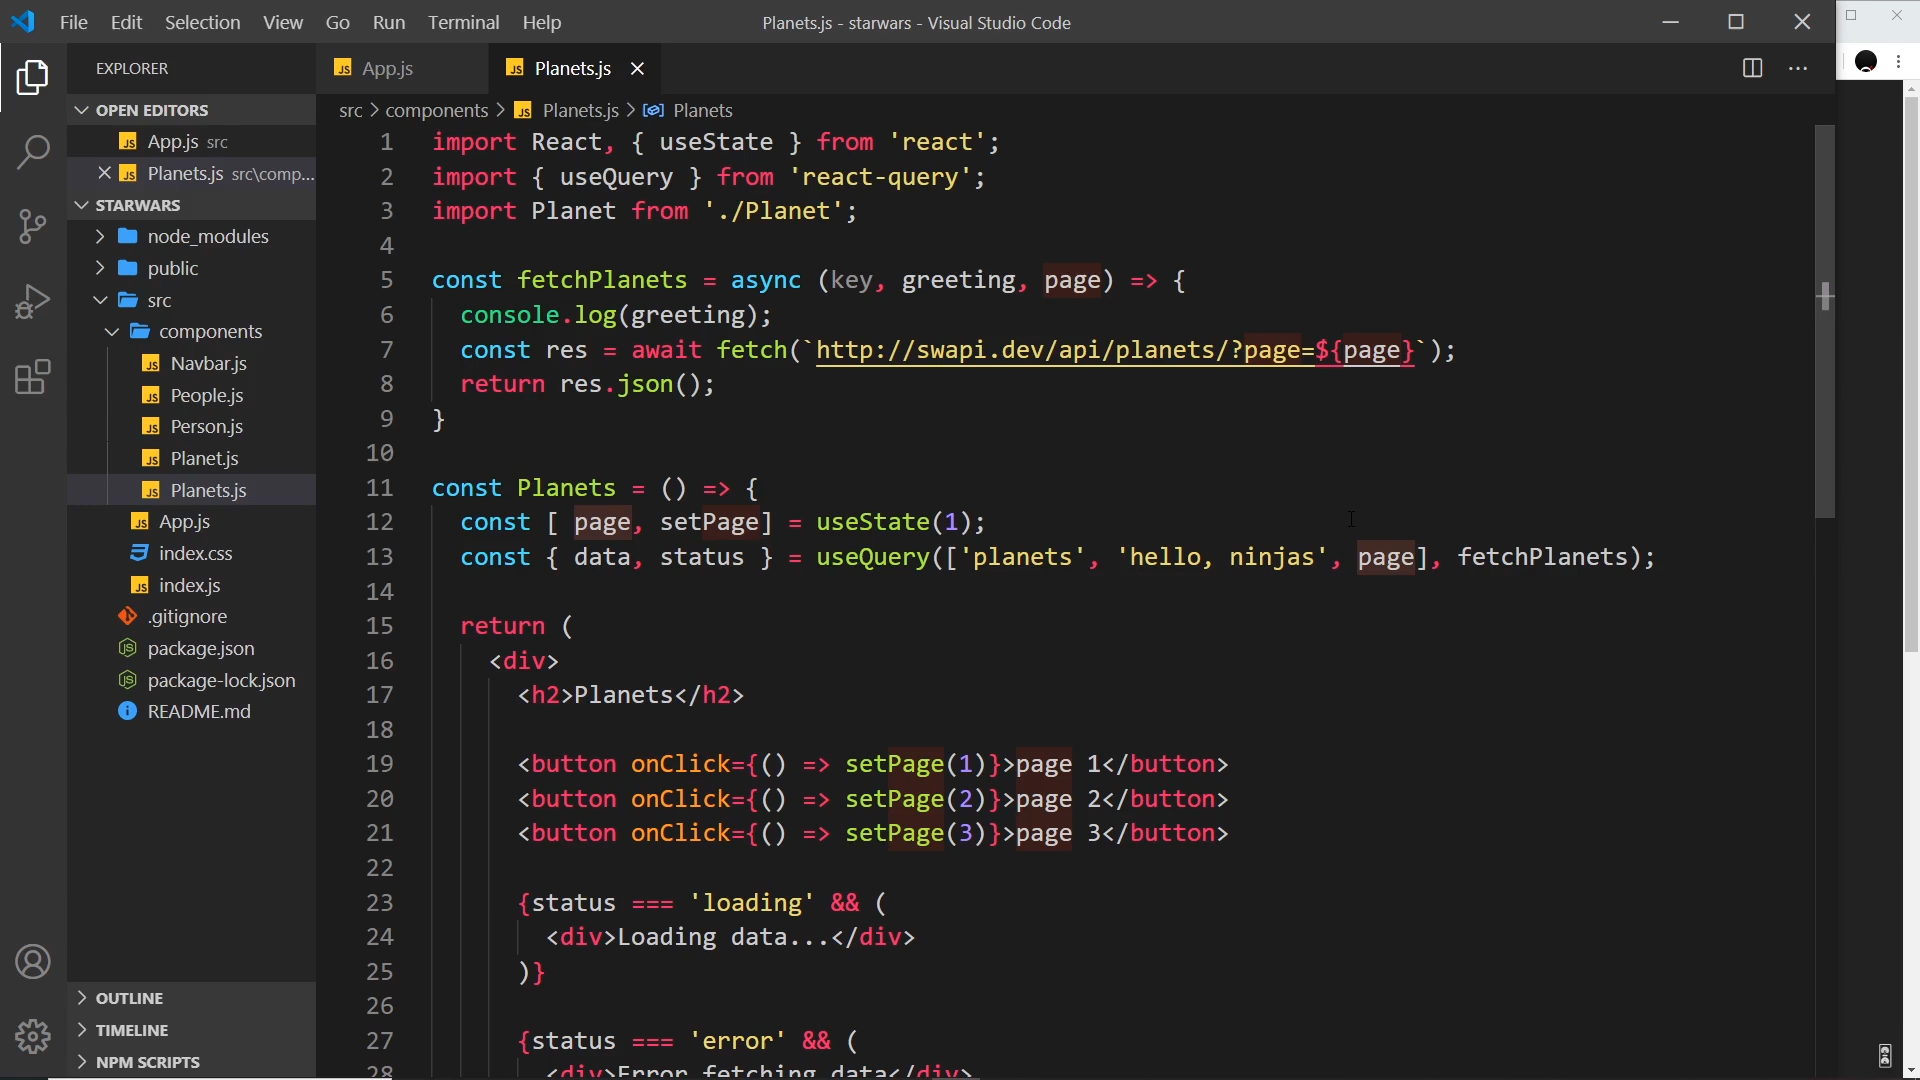 File Edit Selection View Go Run Terminal Help
Planets.js - starwars - Visual Studio Code
EXPLORER
OPEN EDITORS
App.js src
Planets.js src\comp...
STARWARS
node_modules
public
src
components
Navbar.js
People.js
Person.js
Planet.js
Planets.js
App.js
index.css
index.js
.gitignore
package.json
package-lock.json
README.md
OUTLINE
TIMELINE
NPM SCRIPTS
App.js
Planets.js
src > components > Planets.js > Planets
1 import React, { useState } from 'react';
2 import { useQuery } from 'react-query';
3 import Planet from './Planet';
4
5 const fetchPlanets = async (key, greeting, page) => {
6 console.log(greeting);
7 const res = await fetch(`http://swapi.dev/api/planets/?page=${page}`);
8 return res.json();
9 }
10
11 const Planets = () => {
12 const [ page, setPage] = useState(1);
13 const { data, status } = useQuery(['planets', 'hello, ninjas', page], fetchPlanets);
14
15 return (
16 <div>
17 <h2>Planets</h2>
18
19 <button onClick={() => setPage(1)}>page 1</button>
20 <button onClick={() => setPage(2)}>page 2</button>
21 <button onClick={() => setPage(3)}>page 3</button>
22
23 {status === 'loading' && (
24 <div>Loading data...</div>
25 )}
26
27 {status === 'error' && (
28 <div>Error fetching data</div>